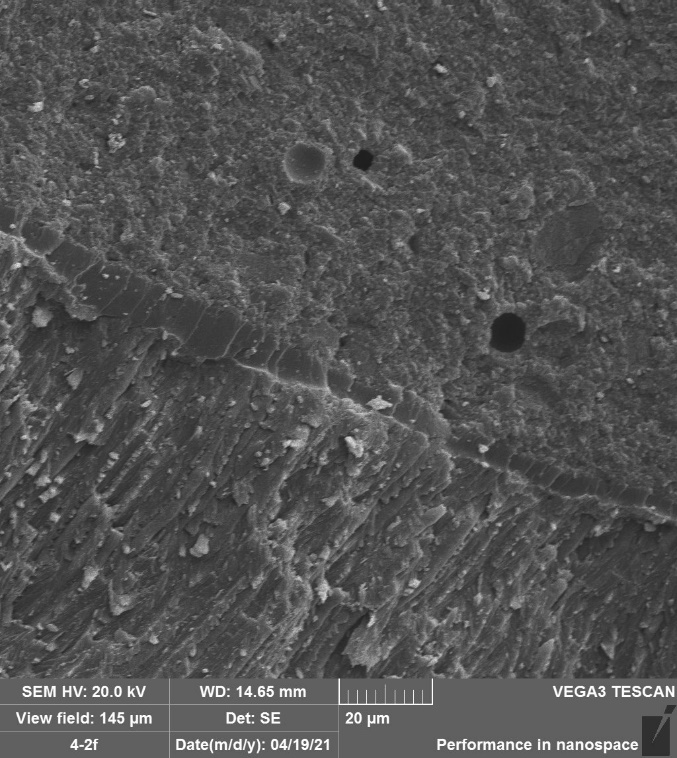 SEM HV: 20.0 kV WD: 14.65 mm VEGA3 TESCAN
View field: 145 µm Det: SE 20 µm
4-2f Date(m/d/y): 04/19/21 Performance in nanospace